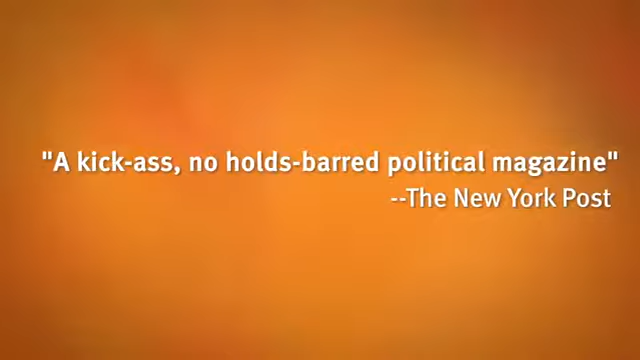 "A kick-ass, no holds-barred political magazine"
--The New York Post